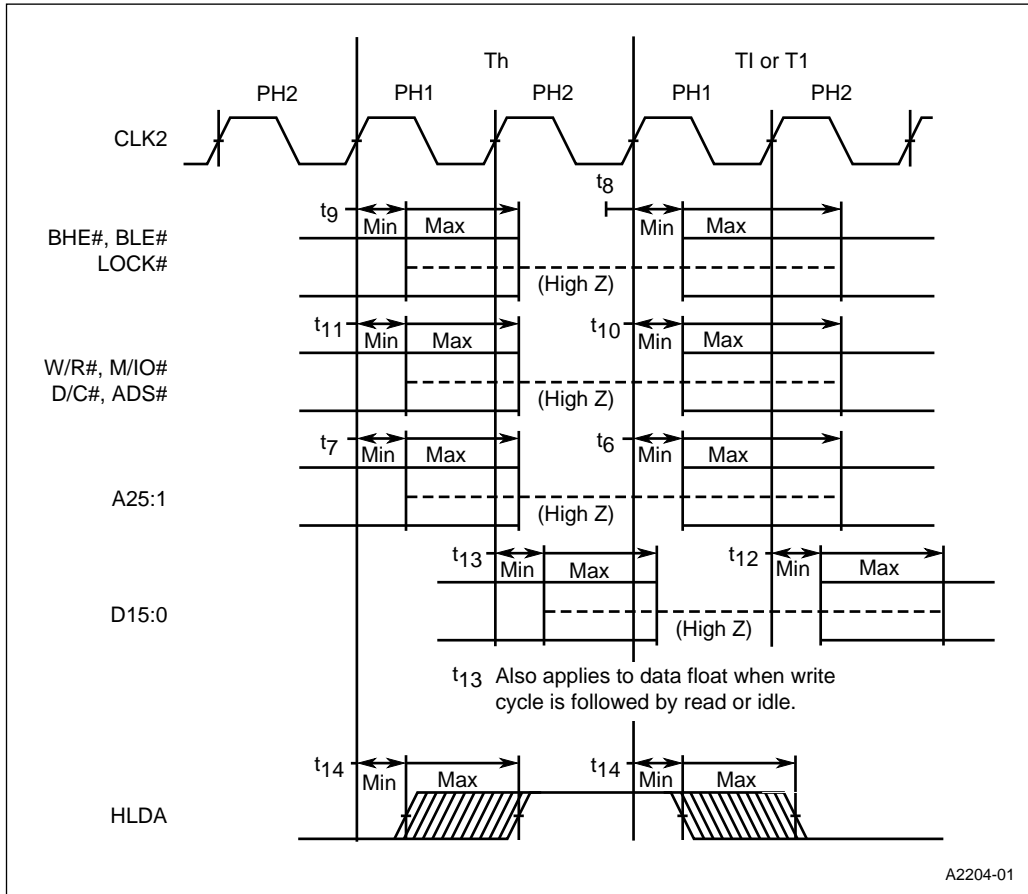 Th
TI or T1
PH2
PH1
PH2
PH1
PH2
CLK2
t9
Min
Max
t8
Min
Max
BHE#, BLE#
LOCK#
(High Z)
t11
Min
Max
t10
Min
Max
W/R#, M/IO#
D/C#, ADS#
(High Z)
t7
Min
Max
t6
Min
Max
A25:1
(High Z)
t13
Min
Max
t12
Min
Max
D15:0
(High Z)
t13 Also applies to data float when write
cycle is followed by read or idle.
t14
Min
Max
t14
Min
Max
HLDA
A2204-01